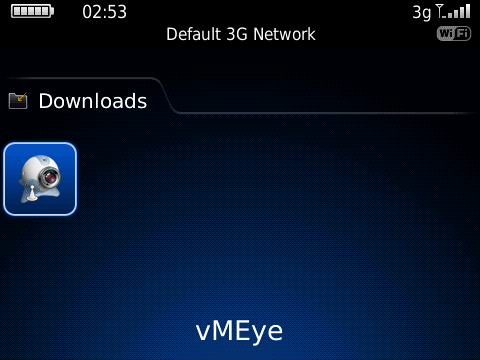 02:53 3g
Default 3G Network WiFi
Downloads
vMEye